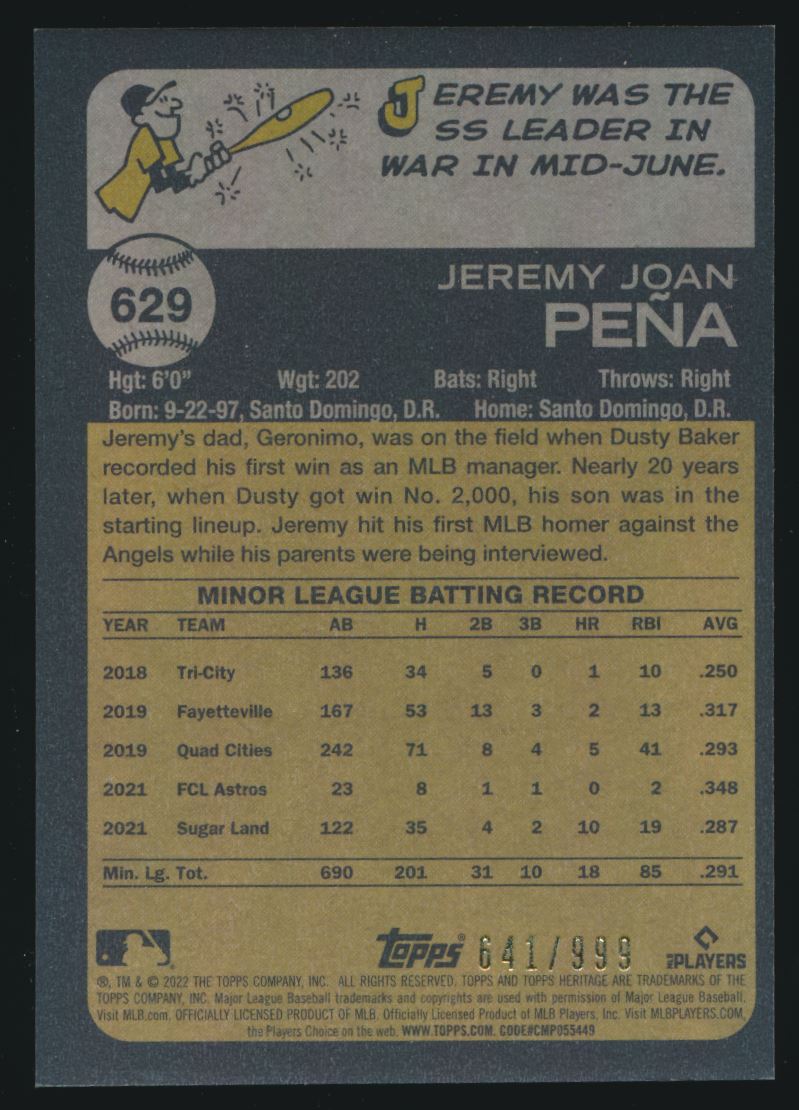 JEREMY WAS THE
SS LEADER IN
WAR IN MID-JUNE.
629
JEREMY JOAN
PEÑA
Hgt: 6'0" Wgt: 202 Bats: Right Throws: Right
Born: 9-22-97, Santo Domingo, D.R. Home: Santo Domingo, D.R.
Jeremy's dad, Geronimo, was on the field when Dusty Baker
recorded his first win as an MLB manager. Nearly 20 years
later, when Dusty got win No. 2,000, his son was in the
starting lineup. Jeremy hit his first MLB homer against the
Angels while his parents were being interviewed.
MINOR LEAGUE BATTING RECORD
YEAR TEAM AB H 2B 3B HR RBI AVG
2018 Tri-City 136 34 5 0 1 10 .250
2019 Fayetteville 167 53 13 3 2 13 .317
2019 Quad Cities 242 71 8 4 5 41 .293
2021 FCL Astros 23 8 1 1 0 2 .348
2021 Sugar Land 122 35 4 2 10 19 .287
Min. Lg. Tot. 690 201 31 10 18 85 .291
Topps® 641/999 MLBPLAYERS
®, TM & © 2022 THE TOPPS COMPANY, INC. ALL RIGHTS RESERVED. TOPPS AND TOPPS HERITAGE ARE TRADEMARKS OF THE
TOPPS COMPANY, INC. Major League Baseball trademarks and copyrights are used with permission of Major League Baseball.
Visit MLB.com. OFFICIALLY LICENSED PRODUCT OF MLB. Officially Licensed Product of MLB Players, Inc. Visit MLBPLAYERS.COM,
the Players Choice on the web. WWW.TOPPS.COM. CODE#CMP055449